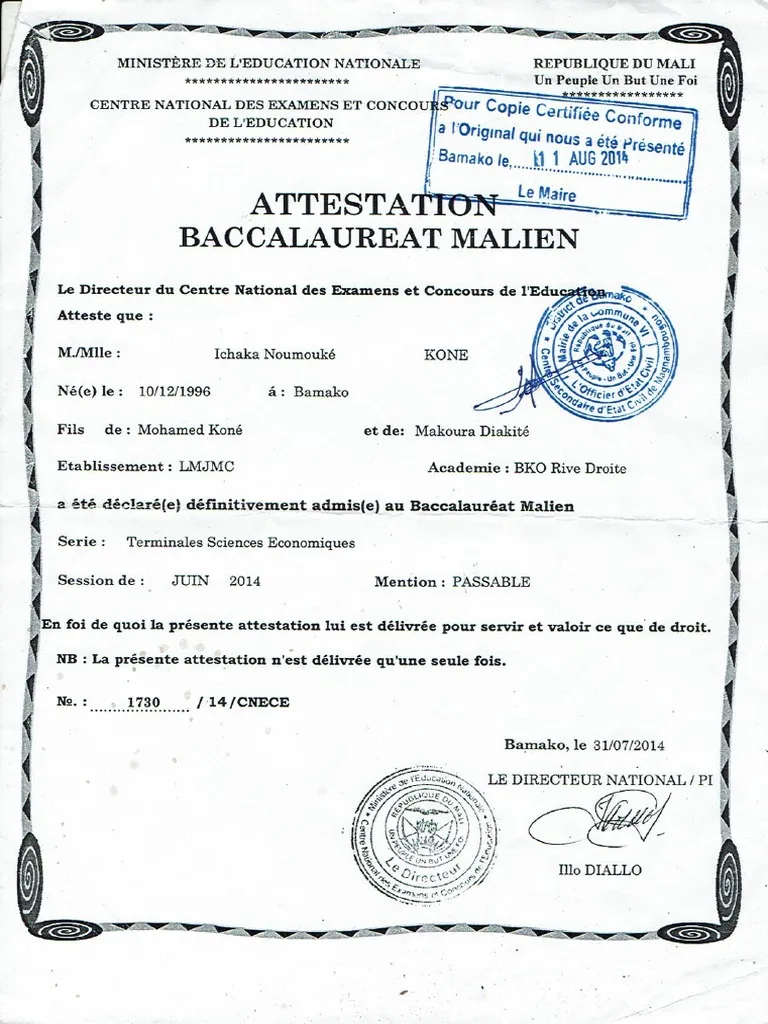 MINISTÈRE DE L'EDUCATION NATIONALE
**********************
REPUBLIQUE DU MALI
Un Peuple Un But Une Foi
*****************
CENTRE NATIONAL DES EXAMENS ET CONCOURS
DE L'EDUCATION
**********************
Pour Copie Certifiée Conforme
a l'Original qui nous a été Présenté
Bamako le, 11 AUG 2014
Le Maire
ATTESTATION
BACCALAUREAT MALIEN
Le Directeur du Centre National des Examens et Concours de l'Education
Atteste que :
M./Mlle : Ichaka Noumouké KONE
Né(e) le : 10/12/1996 á : Bamako
Fils de : Mohamed Koné et de: Makoura Diakité
Etablissement : LMJMC Academie : BKO Rive Droite
a été déclaré(e) définitivement admis(e) au Baccalauréat Malien
Serie : Terminales Sciences Economiques
Session de : JUIN 2014 Mention : PASSABLE
En foi de quoi la présente attestation lui est délivrée pour servir et valoir ce que de droit.
NB : La présente attestation n'est délivrée qu'une seule fois.
№. : 1730 / 14/CNECE
District de Bamako
Mairie de la Commune VI
République du Mali
L'Officier d'Etat Civil
Centre Secondaire d'Etat Civil de Magnambougou
Bamako, le 31/07/2014
LE DIRECTEUR NATIONAL / PI
Illo DIALLO
Ministère de l'Education Nationale
Centre National des Examens et Concours de l'Education
REPUBLIQUE DU MALI
UN PEUPLE UN BUT UNE FOI
Le Directeur